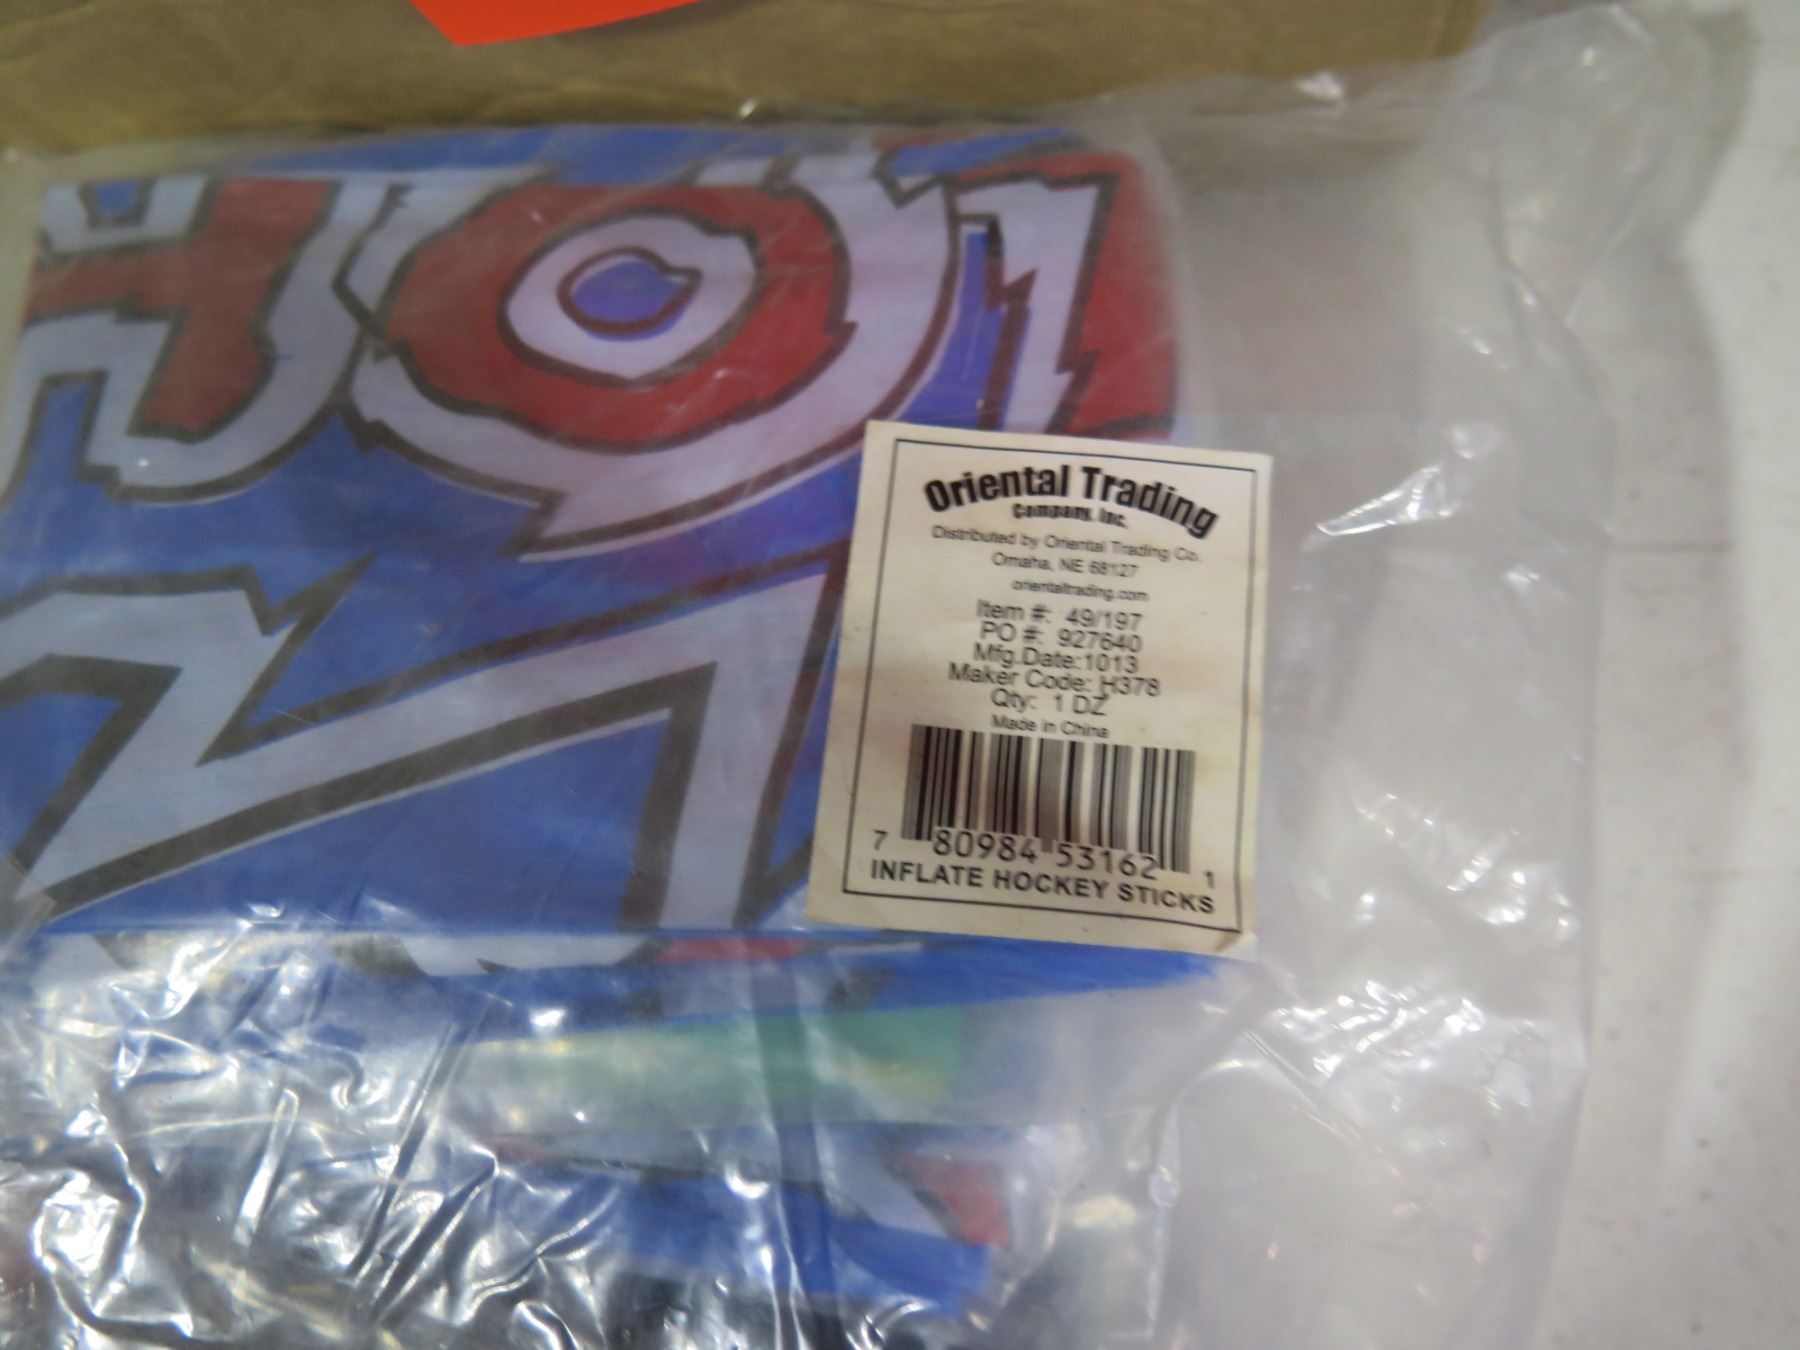 Oriental Trading
Company, Inc.
Distributed by Oriental Trading Co.
Omaha, NE 68127
orientaltrading.com
Item #: 49/197
PO #: 927640
Mfg.Date:1013
Maker Code: H378
Qty: 1 DZ
Made in China
7 80984 53162 1
INFLATE HOCKEY STICKS